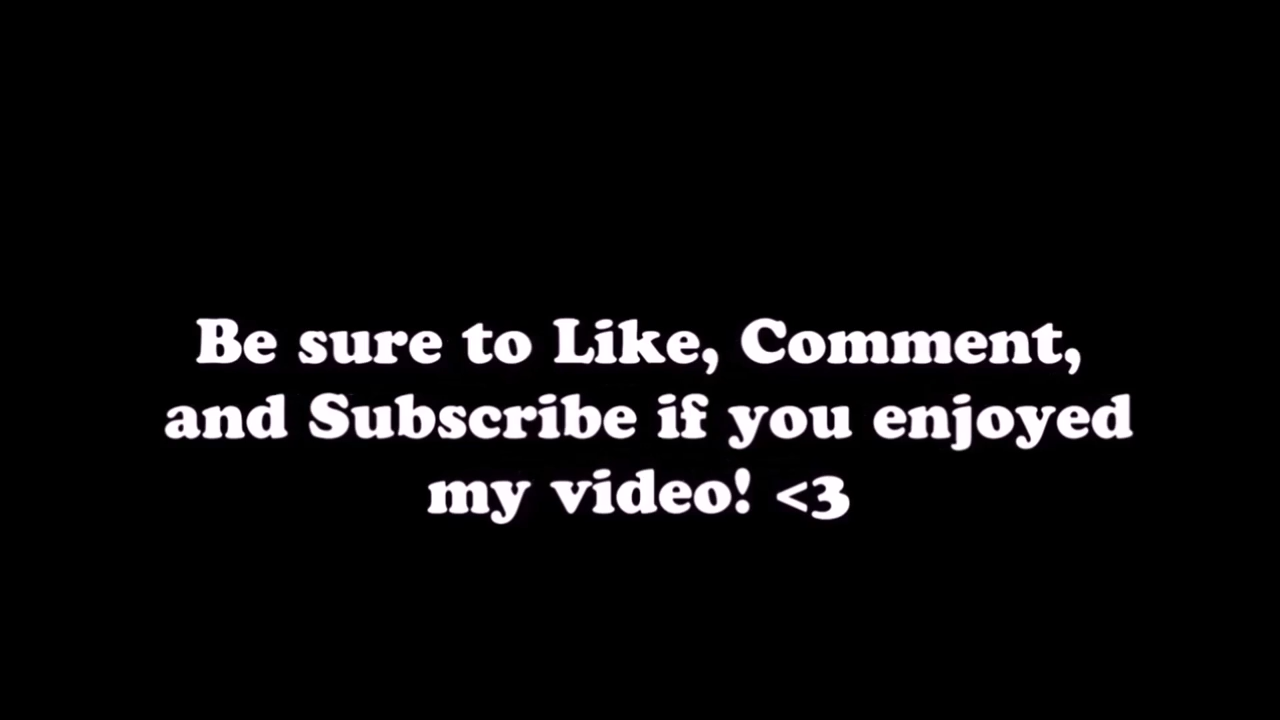 Be sure to Like, Comment,
and Subscribe if you enjoyed
my video! <3